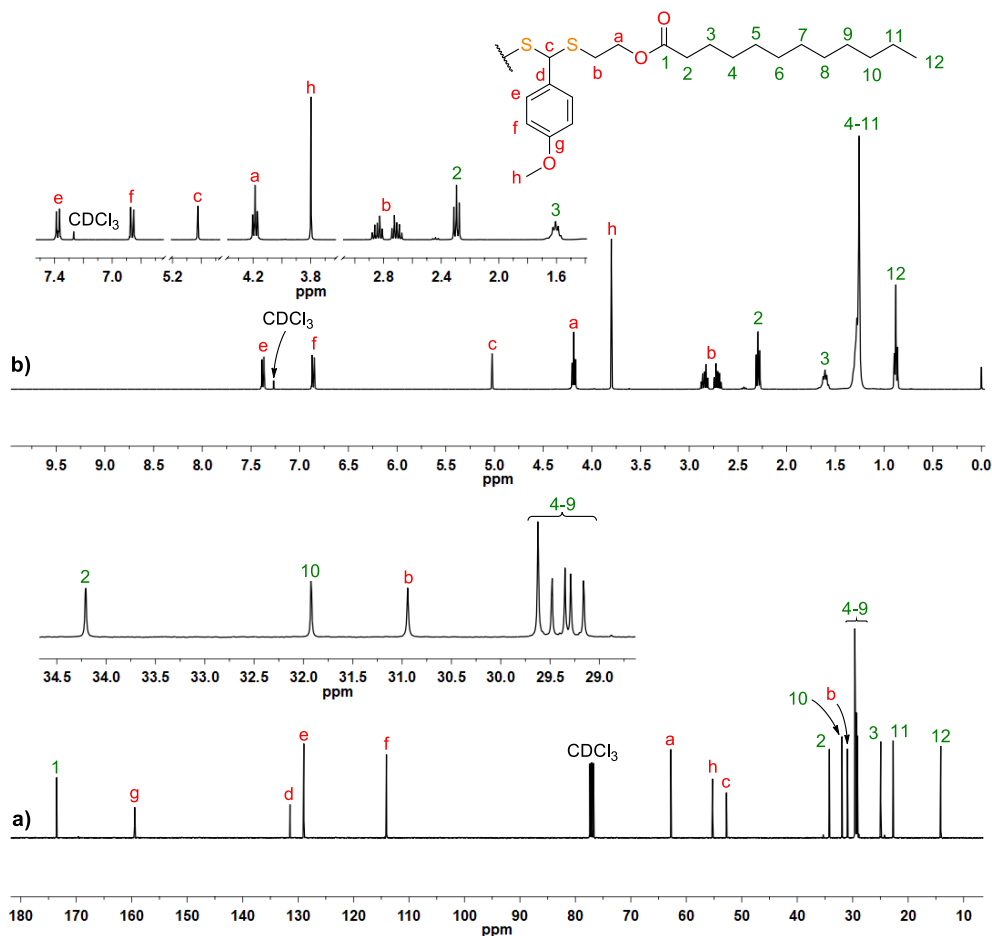 O
S c S a 3 5 7 9 11
O 1 12
d b 2 4 6 8 10
e
f
g
h O
4-11
h
a 2
e f c b 3
CDCl3
7.4 7.0 5.2 4.2 3.8 2.8 2.4 2.0 1.6
ppm ppm
h
12
CDCl3
a 2
b) e f c b 3
9.5 9.0 8.5 8.0 7.5 7.0 6.5 6.0 5.5 5.0 4.5 4.0 3.5 3.0 2.5 2.0 1.5 1.0 0.5 0.0
ppm ppm
4-9
2 10 b
34.5 34.0 33.5 33.0 32.5 32.0 31.5 31.0 30.5 30.0 29.5 29.0
ppm
4-9
10 b
e f CDCl3 a
1 h 2 3 11 12
g d c
a)
180 170 160 150 140 130 120 110 100 90 80 70 60 50 40 30 20 10
ppm ppm